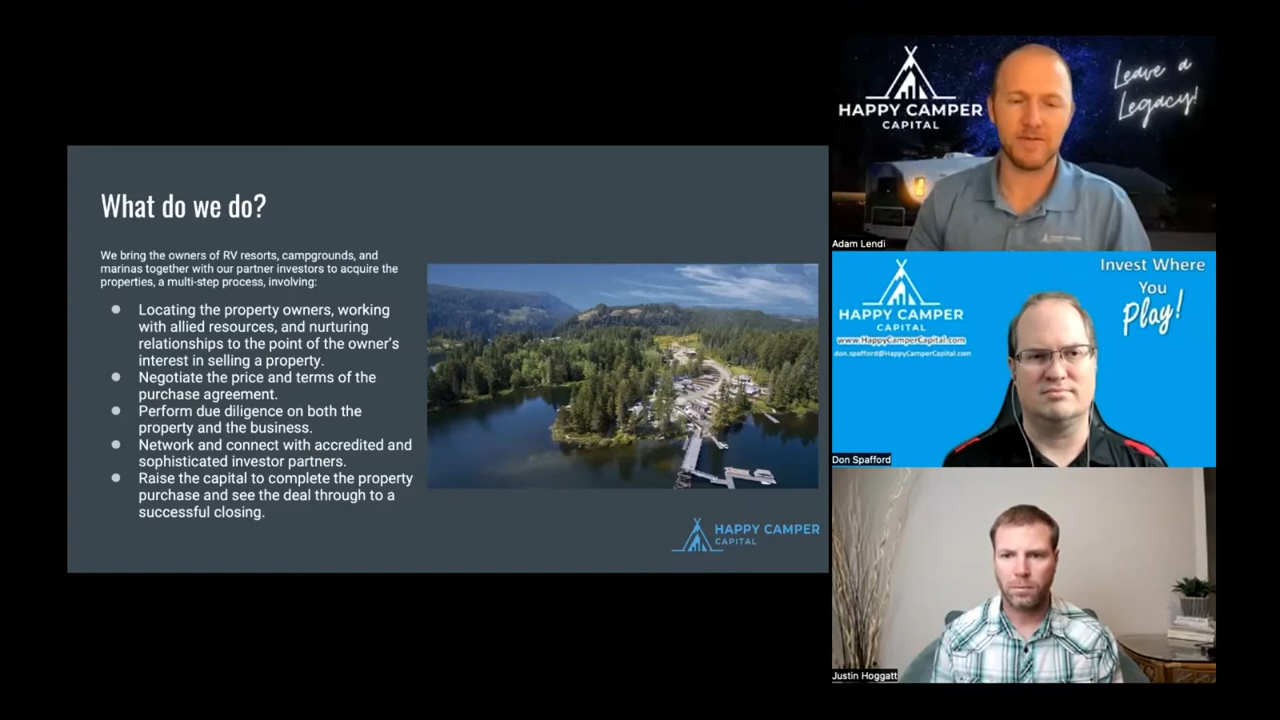 What do we do?
We bring the owners of RV resorts, campgrounds, and
marinas together with our partner investors to acquire the
properties, a multi-step process, involving:
● Locating the property owners, working
with allied resources, and nurturing
relationships to the point of the owner's
interest in selling a property.
● Negotiate the price and terms of the
purchase agreement.
● Perform due diligence on both the
property and the business.
● Network and connect with accredited and
sophisticated investor partners.
● Raise the capital to complete the property
purchase and see the deal through to a
successful closing.
HAPPY CAMPER
CAPITAL
HAPPY CAMPER
CAPITAL
Leave a
Legacy!
Adam Lendi
HAPPY CAMPER
CAPITAL
www.HappyCamperCapital.com
don.spafford@HappyCamperCapital.com
Invest Where
You
Play!
Don Spafford
Justin Hoggatt